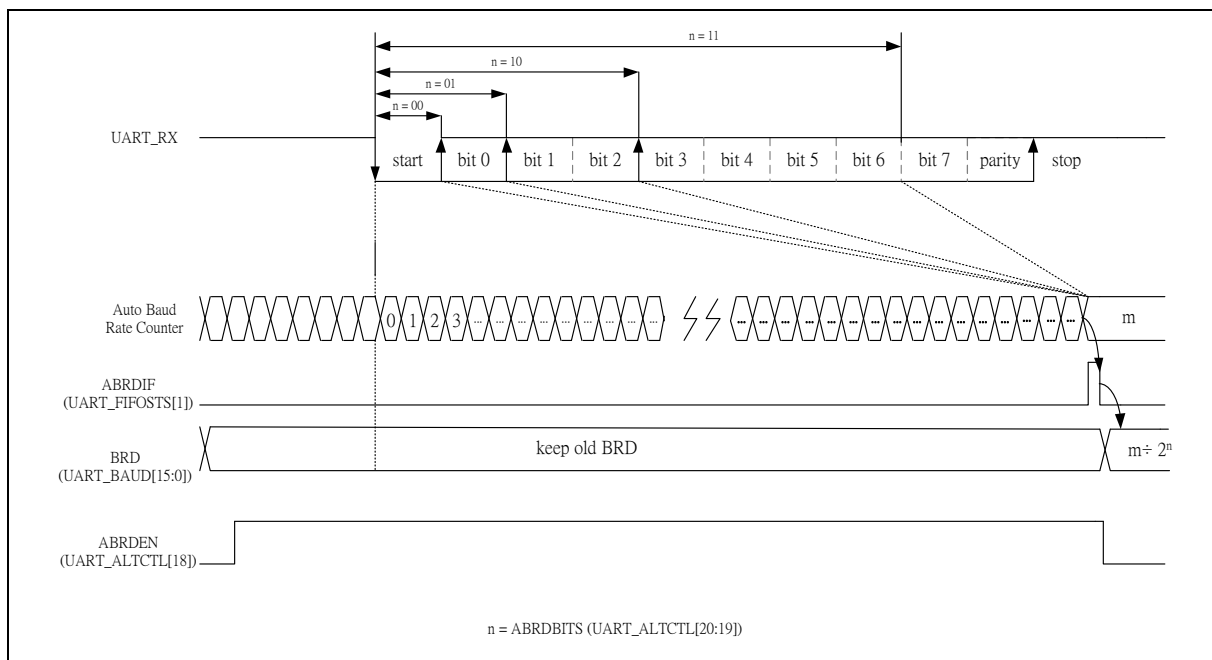 n = 11
n = 10
n = 01
n = 00
UART_RX
start bit 0 bit 1 bit 2 bit 3 bit 4 bit 5 bit 6 bit 7 parity stop
Auto Baud
Rate Counter
0 1 2 3 ... ... ... ... ... ... ... ... ... ... ... ... ... ... ... ... ... ... ... ... ... m
ABRDIF
(UART_FIFOSTS[1])
BRD
(UART_BAUD[15:0])
keep old BRD
m÷ 2ⁿ
ABRDEN
(UART_ALTCTL[18])
n = ABRDBITS (UART_ALTCTL[20:19])